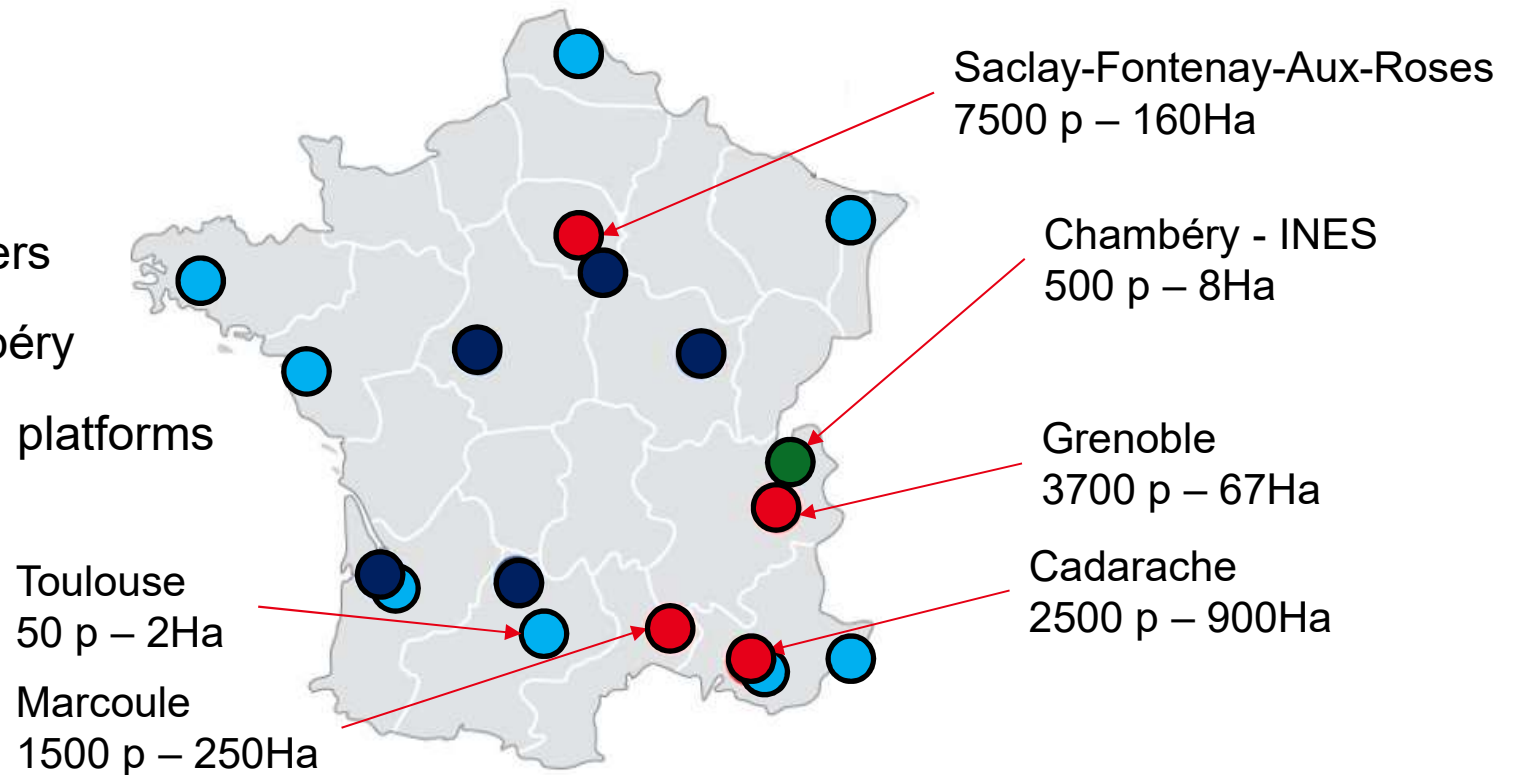 Saclay-Fontenay-Aux-Roses
7500 p – 160Ha
ers
Chambéry - INES
500 p – 8Ha
béry
platforms
Grenoble
3700 p – 67Ha
Toulouse
50 p – 2Ha
Cadarache
2500 p – 900Ha
Marcoule
1500 p – 250Ha